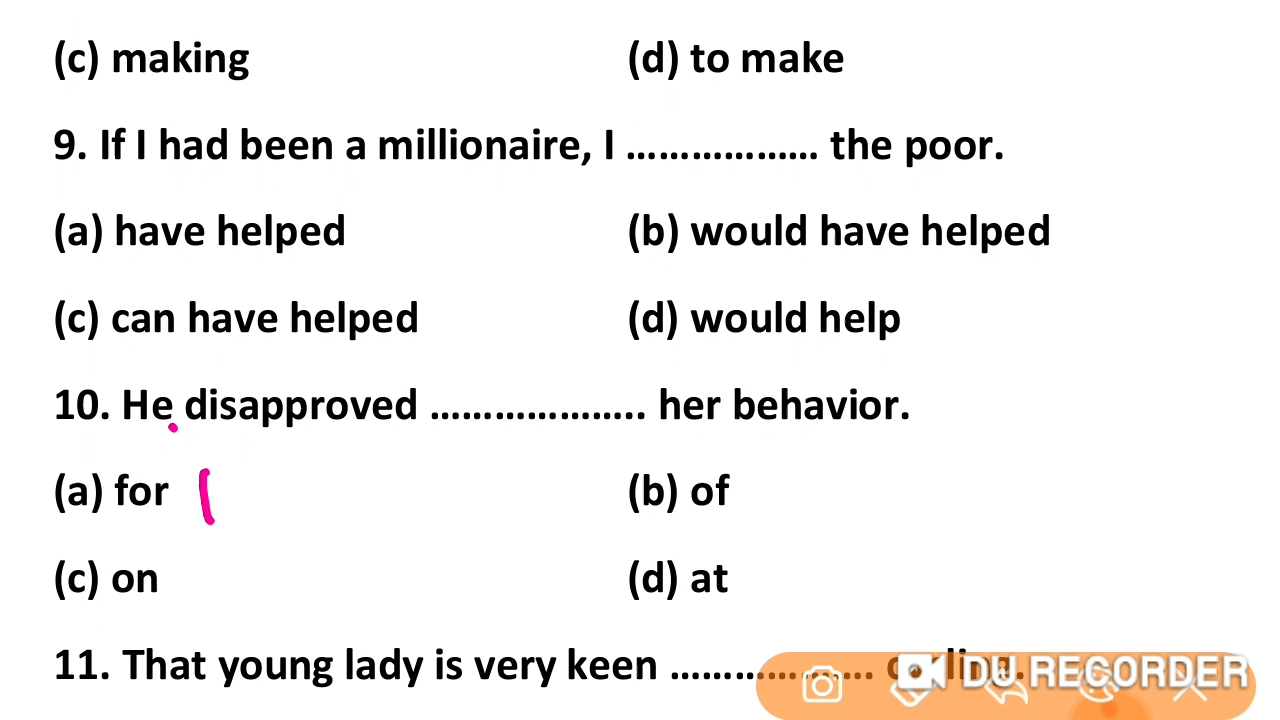 (c) making (d) to make
9. If I had been a millionaire, I ……………… the poor.
(a) have helped (b) would have helped
(c) can have helped (d) would help
10. He disapproved ……………….. her behavior.
(a) for (b) of
(c) on (d) at
11. That young lady is very keen ………………
DU RECORDER